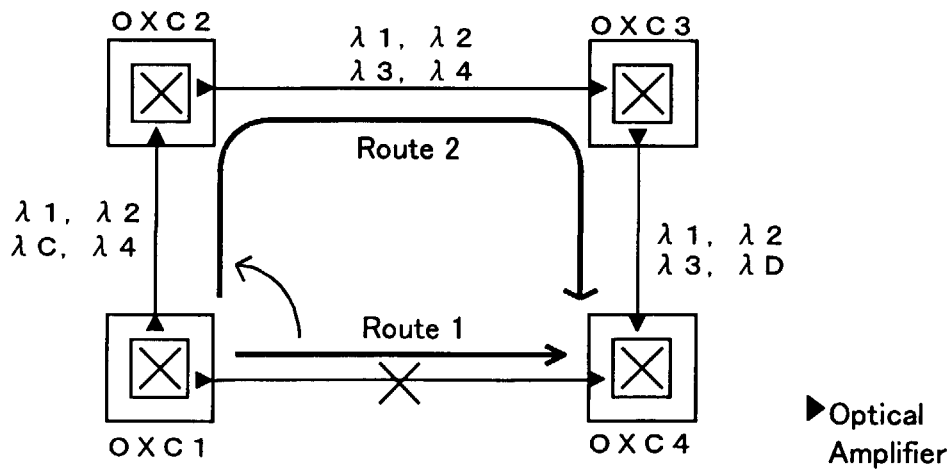 OXC2
λ1, λ2
λ3, λ4
OXC3
Route 2
λ1, λ2
λC, λ4
λ1, λ2
λ3, λD
Route 1
OXC1
OXC4
Optical
Amplifier